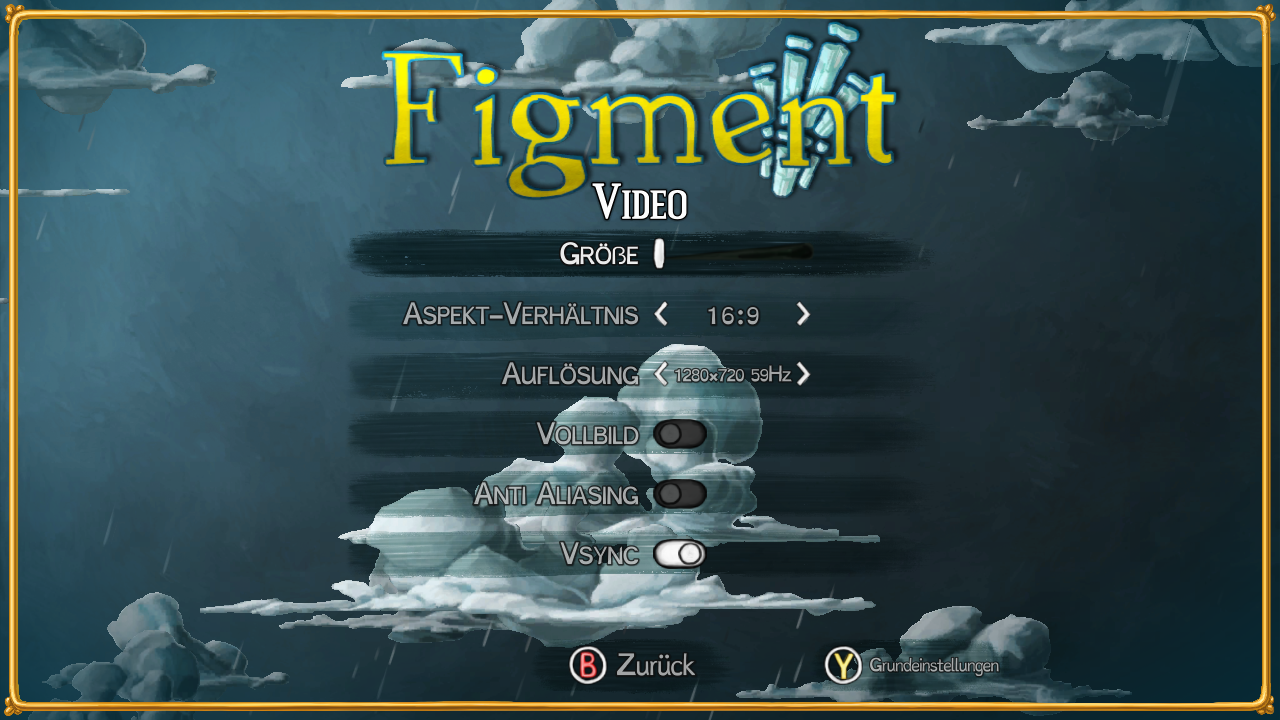 Figment
VIDEO
GRÖßE
ASPEKT-VERHÄLTNIS 16:9
AUFLÖSUNG 1280x720 59Hz
VOLLBILD
ANTI ALIASING
VSYNC
B Zurück Y Grundeinstellungen